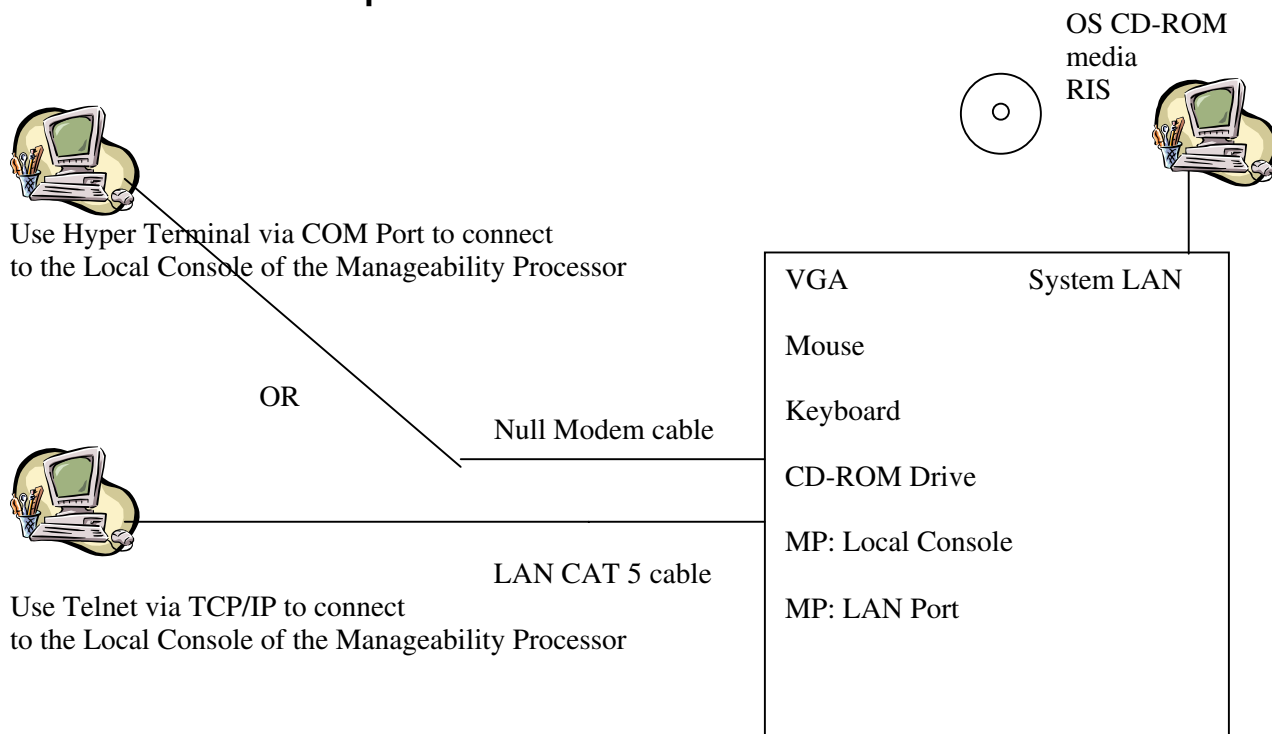 OS CD-ROM
media
RIS
Use Hyper Terminal via COM Port to connect
to the Local Console of the Manageability Processor
VGA
System LAN
Mouse
OR
Keyboard
Null Modem cable
CD-ROM Drive
MP: Local Console
LAN CAT 5 cable
Use Telnet via TCP/IP to connect
to the Local Console of the Manageability Processor
MP: LAN Port